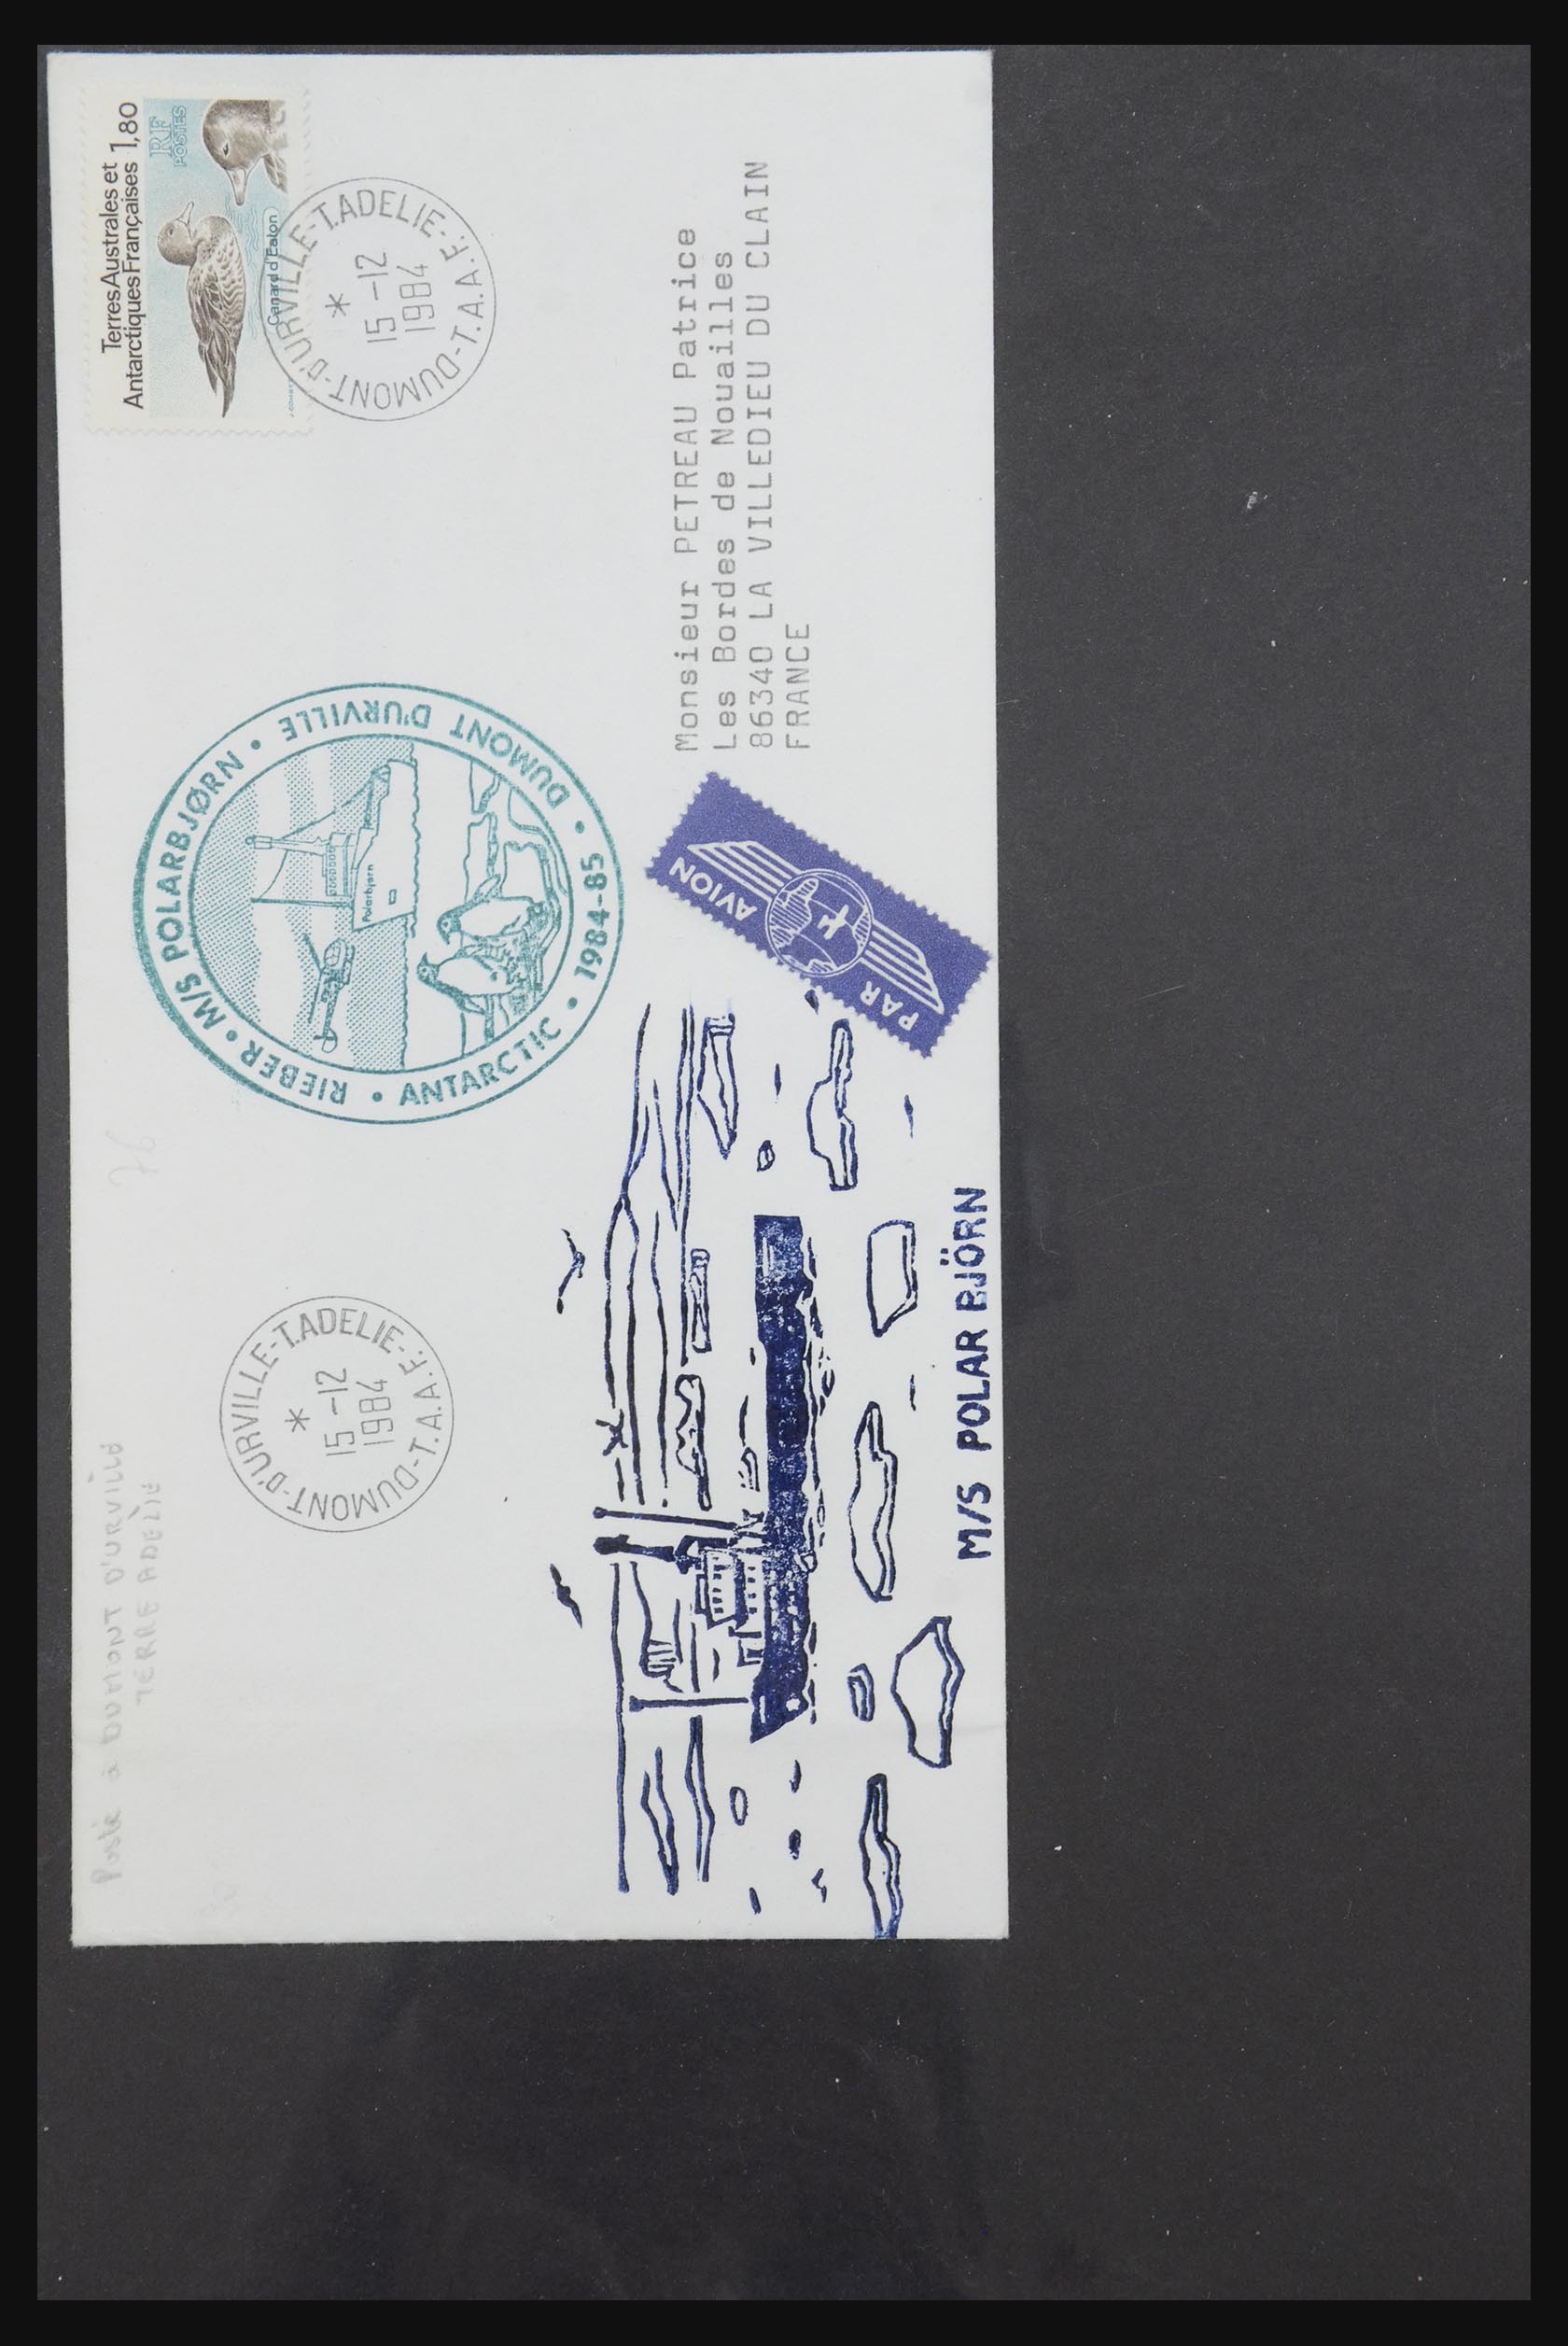 Posté à DUMONT D'URVILLE
TERRE ADELIE
76
Terres Australes et
Antarctiques Françaises 1,80
RF
POSTES
Canard d'Eaton
DUMONT-D'URVILLE-T.ADELIE-
T.A.A.F.
*
15-12
1984
DUMONT-D'URVILLE-T.ADELIE-
T.A.A.F.
*
15-12
1984
RIEBER • M/S POLARBJØRN • DUMONT D'URVILLE • 1984-85 • ANTARCTIC •
Polarbjørn
Monsieur PETREAU Patrice
Les Bordes de Nouailles
86340 LA VILLEDIEU DU CLAIN
FRANCE
PAR AVION
M/S POLAR BJÖRN